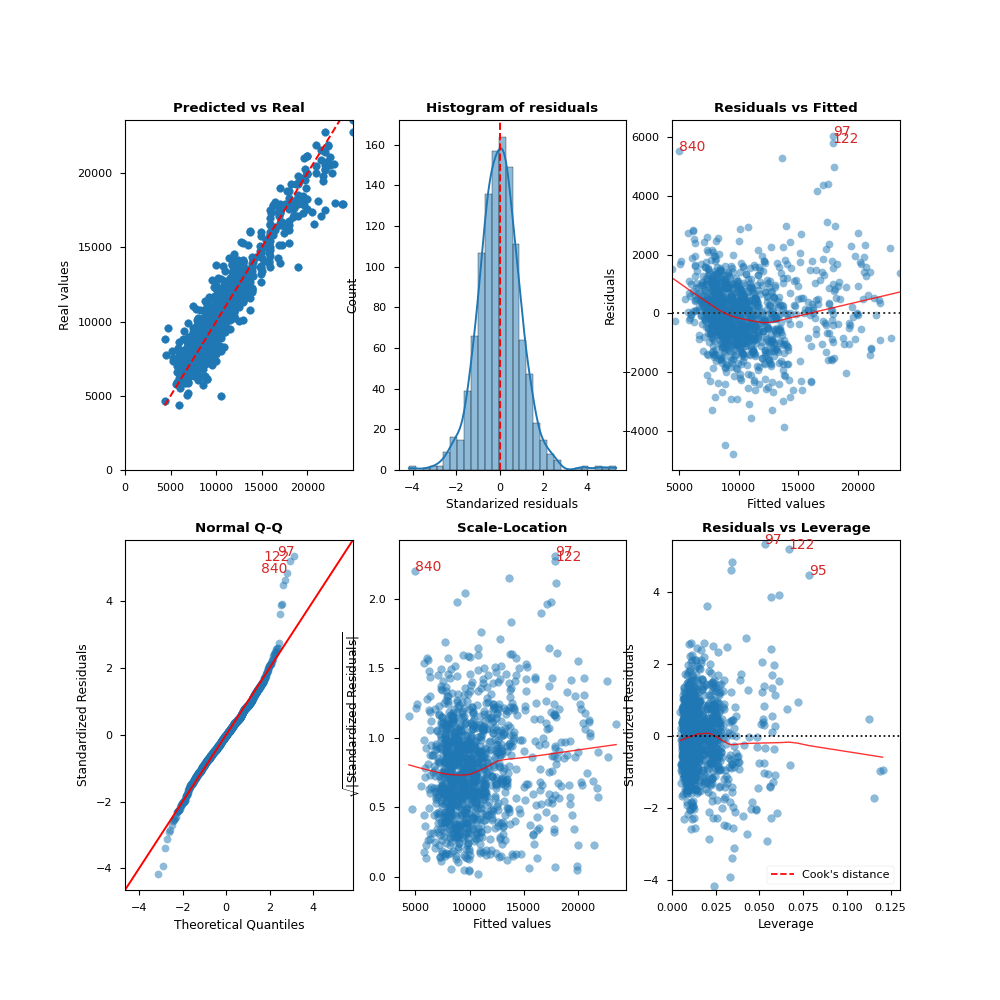 Predicted vs Real
Real values
20000
15000
10000
5000
0
0 5000 10000 15000 20000
Histogram of residuals
Count
160
140
120
100
80
60
40
20
0
−4 −2 0 2 4
Standarized residuals
Residuals vs Fitted
Residuals
6000
4000
2000
0
−2000
−4000
97
122
840
5000 10000 15000 20000
Fitted values
Normal Q-Q
Standardized Residuals
4
2
0
−2
−4
97
122
840
−4 −2 0 2 4
Theoretical Quantiles
Scale-Location
√|Standardized Residuals|
2.0
1.5
1.0
0.5
0.0
97
122
840
5000 10000 15000 20000
Fitted values
Residuals vs Leverage
Standardized Residuals
4
2
0
−2
−4
97
122
95
Cook's distance
0.000 0.025 0.050 0.075 0.100 0.125
Leverage